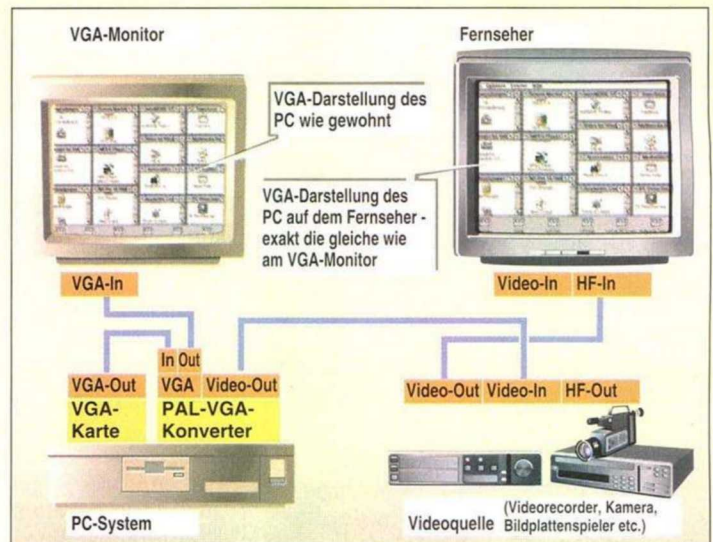 VGA-Monitor
Fernseher
VGA-Darstellung des
PC wie gewohnt
VGA-Darstellung des
PC auf dem Fernseher -
exakt die gleiche wie
am VGA-Monitor
VGA-In
Video-In HF-In
In Out
VGA-Out VGA Video-Out
Video-Out Video-In HF-Out
VGA-
Karte
PAL-VGA-
Konverter
PC-System
Videoquelle
(Videorecorder, Kamera,
Bildplattenspieler etc.)